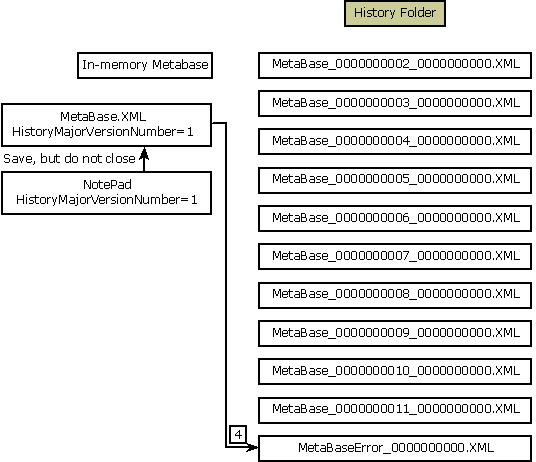 History Folder
In-memory Metabase
MetaBase.XML
HistoryMajorVersionNumber=1
Save, but do not close
NotePad
HistoryMajorVersionNumber=1
MetaBase_0000000002_0000000000.XML
MetaBase_0000000003_0000000000.XML
MetaBase_0000000004_0000000000.XML
MetaBase_0000000005_0000000000.XML
MetaBase_0000000006_0000000000.XML
MetaBase_0000000007_0000000000.XML
MetaBase_0000000008_0000000000.XML
MetaBase_0000000009_0000000000.XML
MetaBase_0000000010_0000000000.XML
MetaBase_0000000011_0000000000.XML
4
MetaBaseError_0000000000.XML